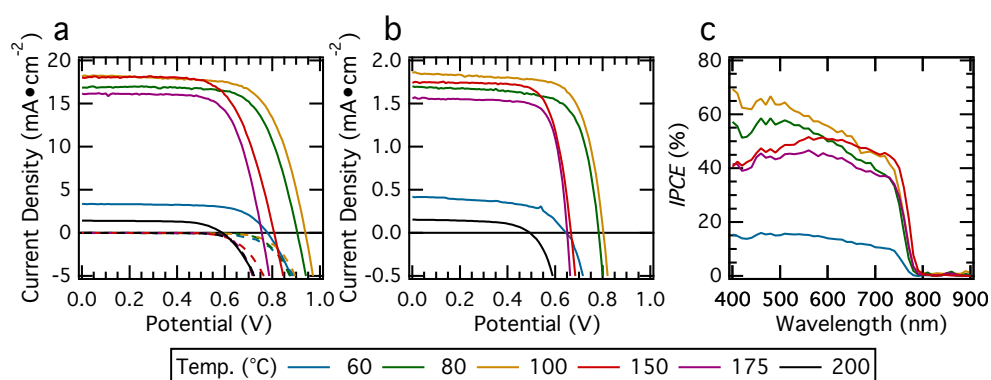 a
b
c
Current Density (mA•cm-2)
20
15
10
5
0
-5
0.0 0.2 0.4 0.6 0.8 1.0
Potential (V)
Current Density (mA•cm-2)
2.0
1.5
1.0
0.5
0.0
-0.5
0.0 0.2 0.4 0.6 0.8 1.0
Potential (V)
IPCE (%)
80
60
40
20
0
400 500 600 700 800 900
Wavelength (nm)
Temp. (°C) 60 80 100 150 175 200